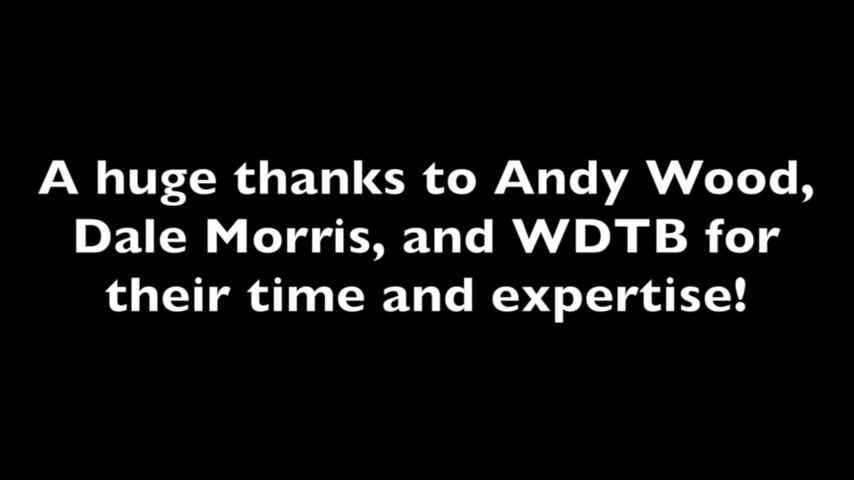 A huge thanks to Andy Wood,
Dale Morris, and WDTB for
their time and expertise!